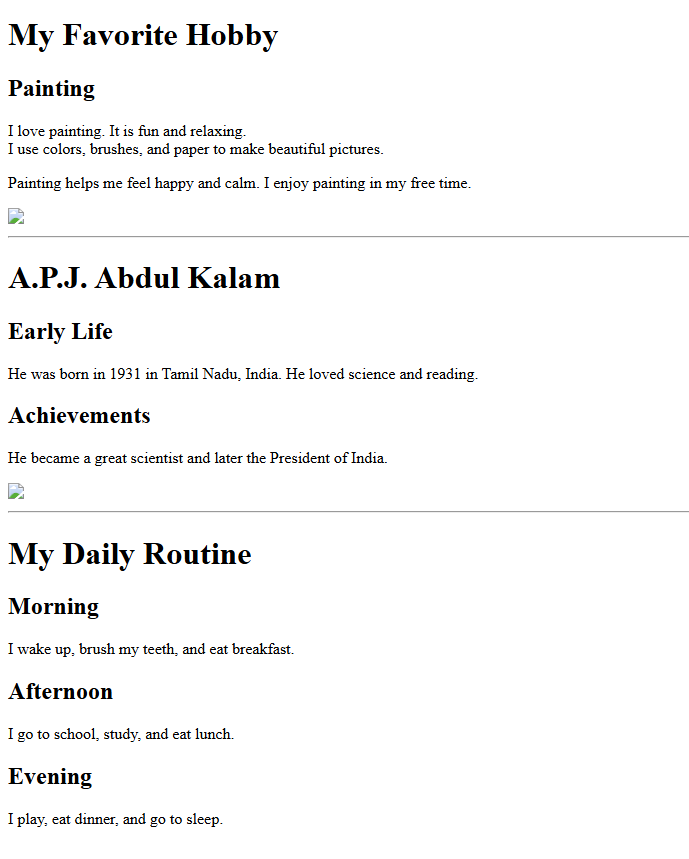 My Favorite Hobby
Painting
I love painting. It is fun and relaxing.
I use colors, brushes, and paper to make beautiful pictures.
Painting helps me feel happy and calm. I enjoy painting in my free time.
A.P.J. Abdul Kalam
Early Life
He was born in 1931 in Tamil Nadu, India. He loved science and reading.
Achievements
He became a great scientist and later the President of India.
My Daily Routine
Morning
I wake up, brush my teeth, and eat breakfast.
Afternoon
I go to school, study, and eat lunch.
Evening
I play, eat dinner, and go to sleep.